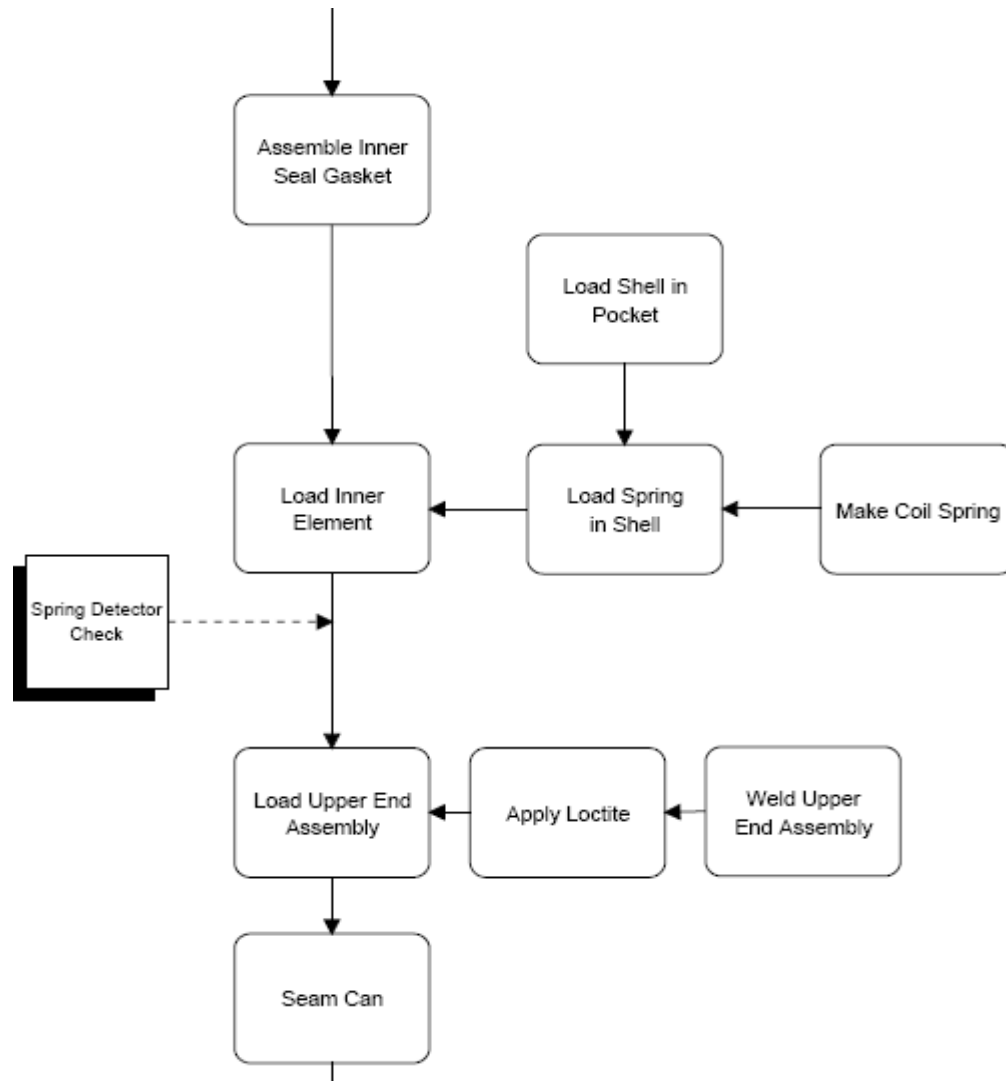 Assemble Inner
Seal Gasket
Load Shell in
Pocket
Load Inner
Element
Load Spring
in Shell
Make Coil Spring
Spring Detector
Check
Load Upper End
Assembly
Apply Loctite
Weld Upper
End Assembly
Seam Can